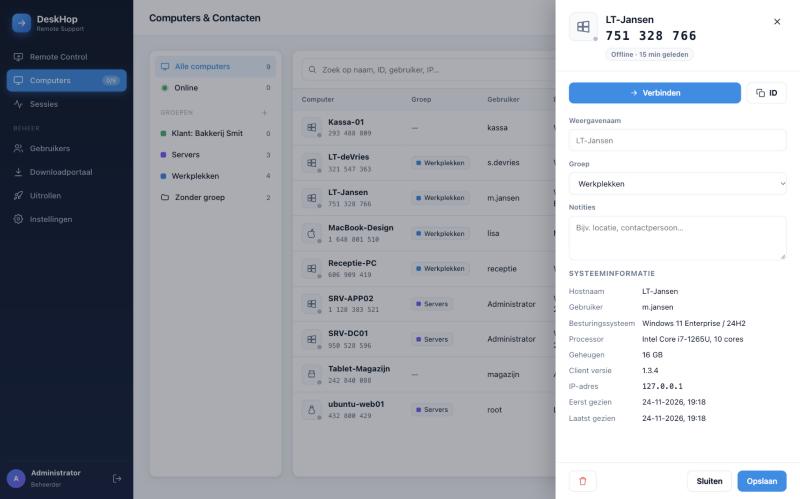 DeskHop
Remote Support
Remote Control
Computers 0/9
Sessies
BEHEER
Gebruikers
Downloadportaal
Uitrollen
Instellingen
A Administrator
Beheerder
Computers & Contacten
Alle computers 9
Online 0
GROEPEN +
Klant: Bakkerij Smit 0
Servers 3
Werkplekken 4
Zonder groep 2
Zoek op naam, ID, gebruiker, IP...
Computer Groep Gebruiker
Kassa-01
293 488 809
— kassa
LT-deVries
321 547 363
Werkplekken s.devries
LT-Jansen
751 328 766
Werkplekken m.jansen
MacBook-Design
1 648 801 510
Werkplekken lisa
Receptie-PC
606 909 419
Werkplekken receptie
SRV-APP02
1 128 383 521
Servers Administrator
SRV-DC01
950 528 596
Servers Administrator
Tablet-Magazijn
242 840 088
— magazijn
ubuntu-web01
432 800 429
Servers root
LT-Jansen
751 328 766
Offline · 15 min geleden
Verbinden
ID
Weergavenaam
LT-Jansen
Groep
Werkplekken
Notities
Bijv. locatie, contactpersoon...
SYSTEEMINFORMATIE
Hostnaam LT-Jansen
Gebruiker m.jansen
Besturingssysteem Windows 11 Enterprise / 24H2
Processor Intel Core i7-1265U, 10 cores
Geheugen 16 GB
Client versie 1.3.4
IP-adres 127.0.0.1
Eerst gezien 24-11-2026, 19:18
Laatst gezien 24-11-2026, 19:18
Sluiten
Opslaan